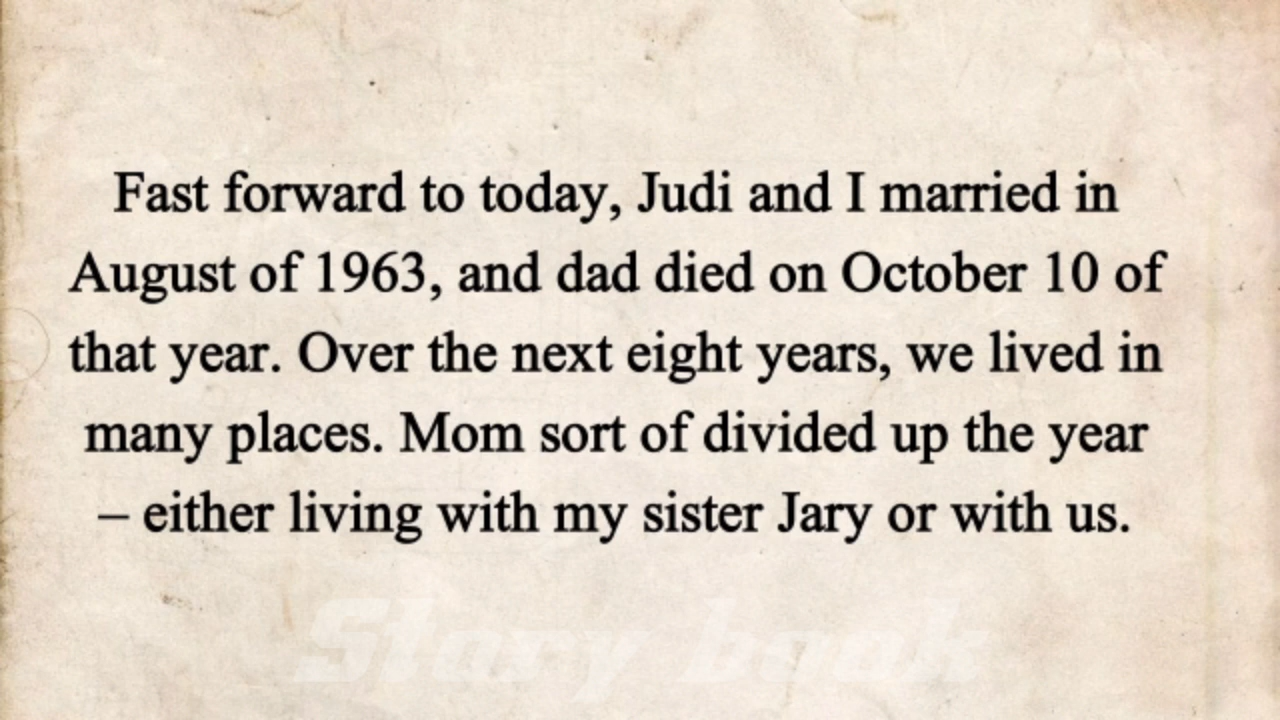 Fast forward to today, Judi and I married in
August of 1963, and dad died on October 10 of
that year. Over the next eight years, we lived in
many places. Mom sort of divided up the year
– either living with my sister Jary or with us.
Story book